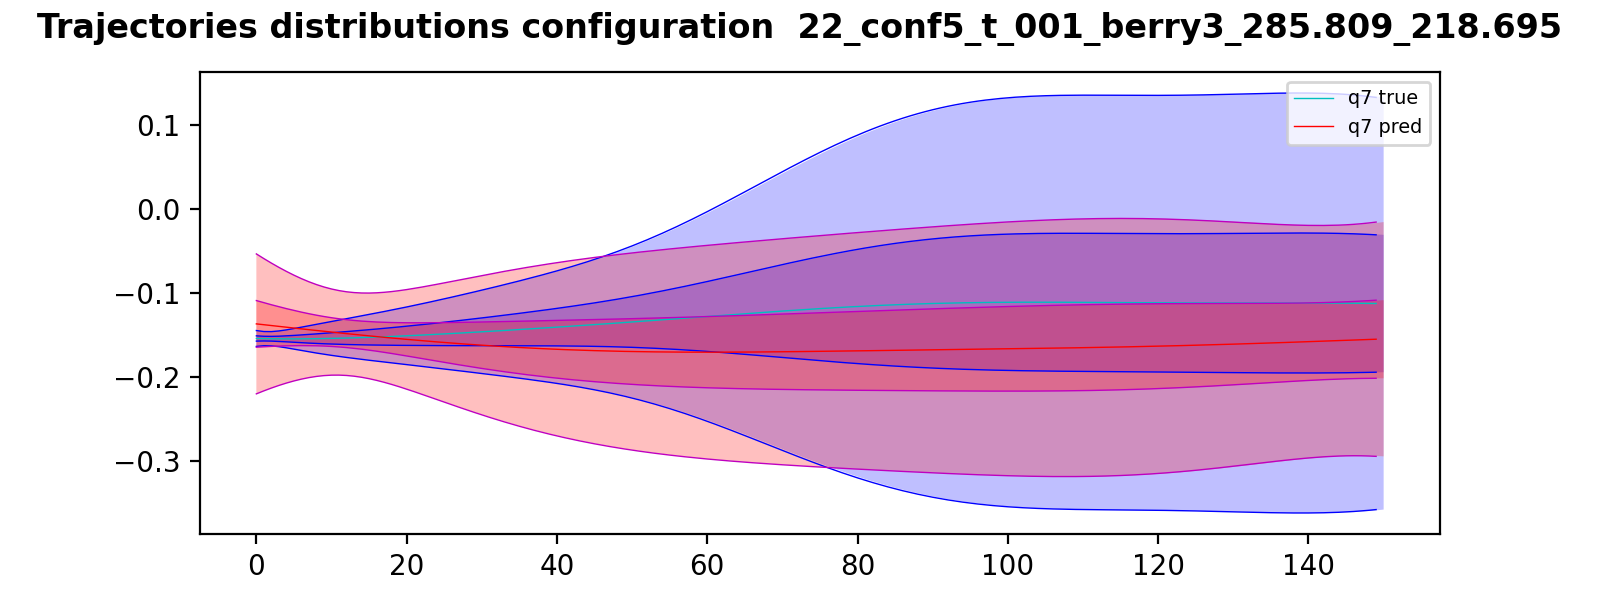 Trajectories distributions configuration  22_conf5_t_001_berry3_285.809_218.695
q7 true
q7 pred
0.1
0.0
−0.1
−0.2
−0.3
0 20 40 60 80 100 120 140